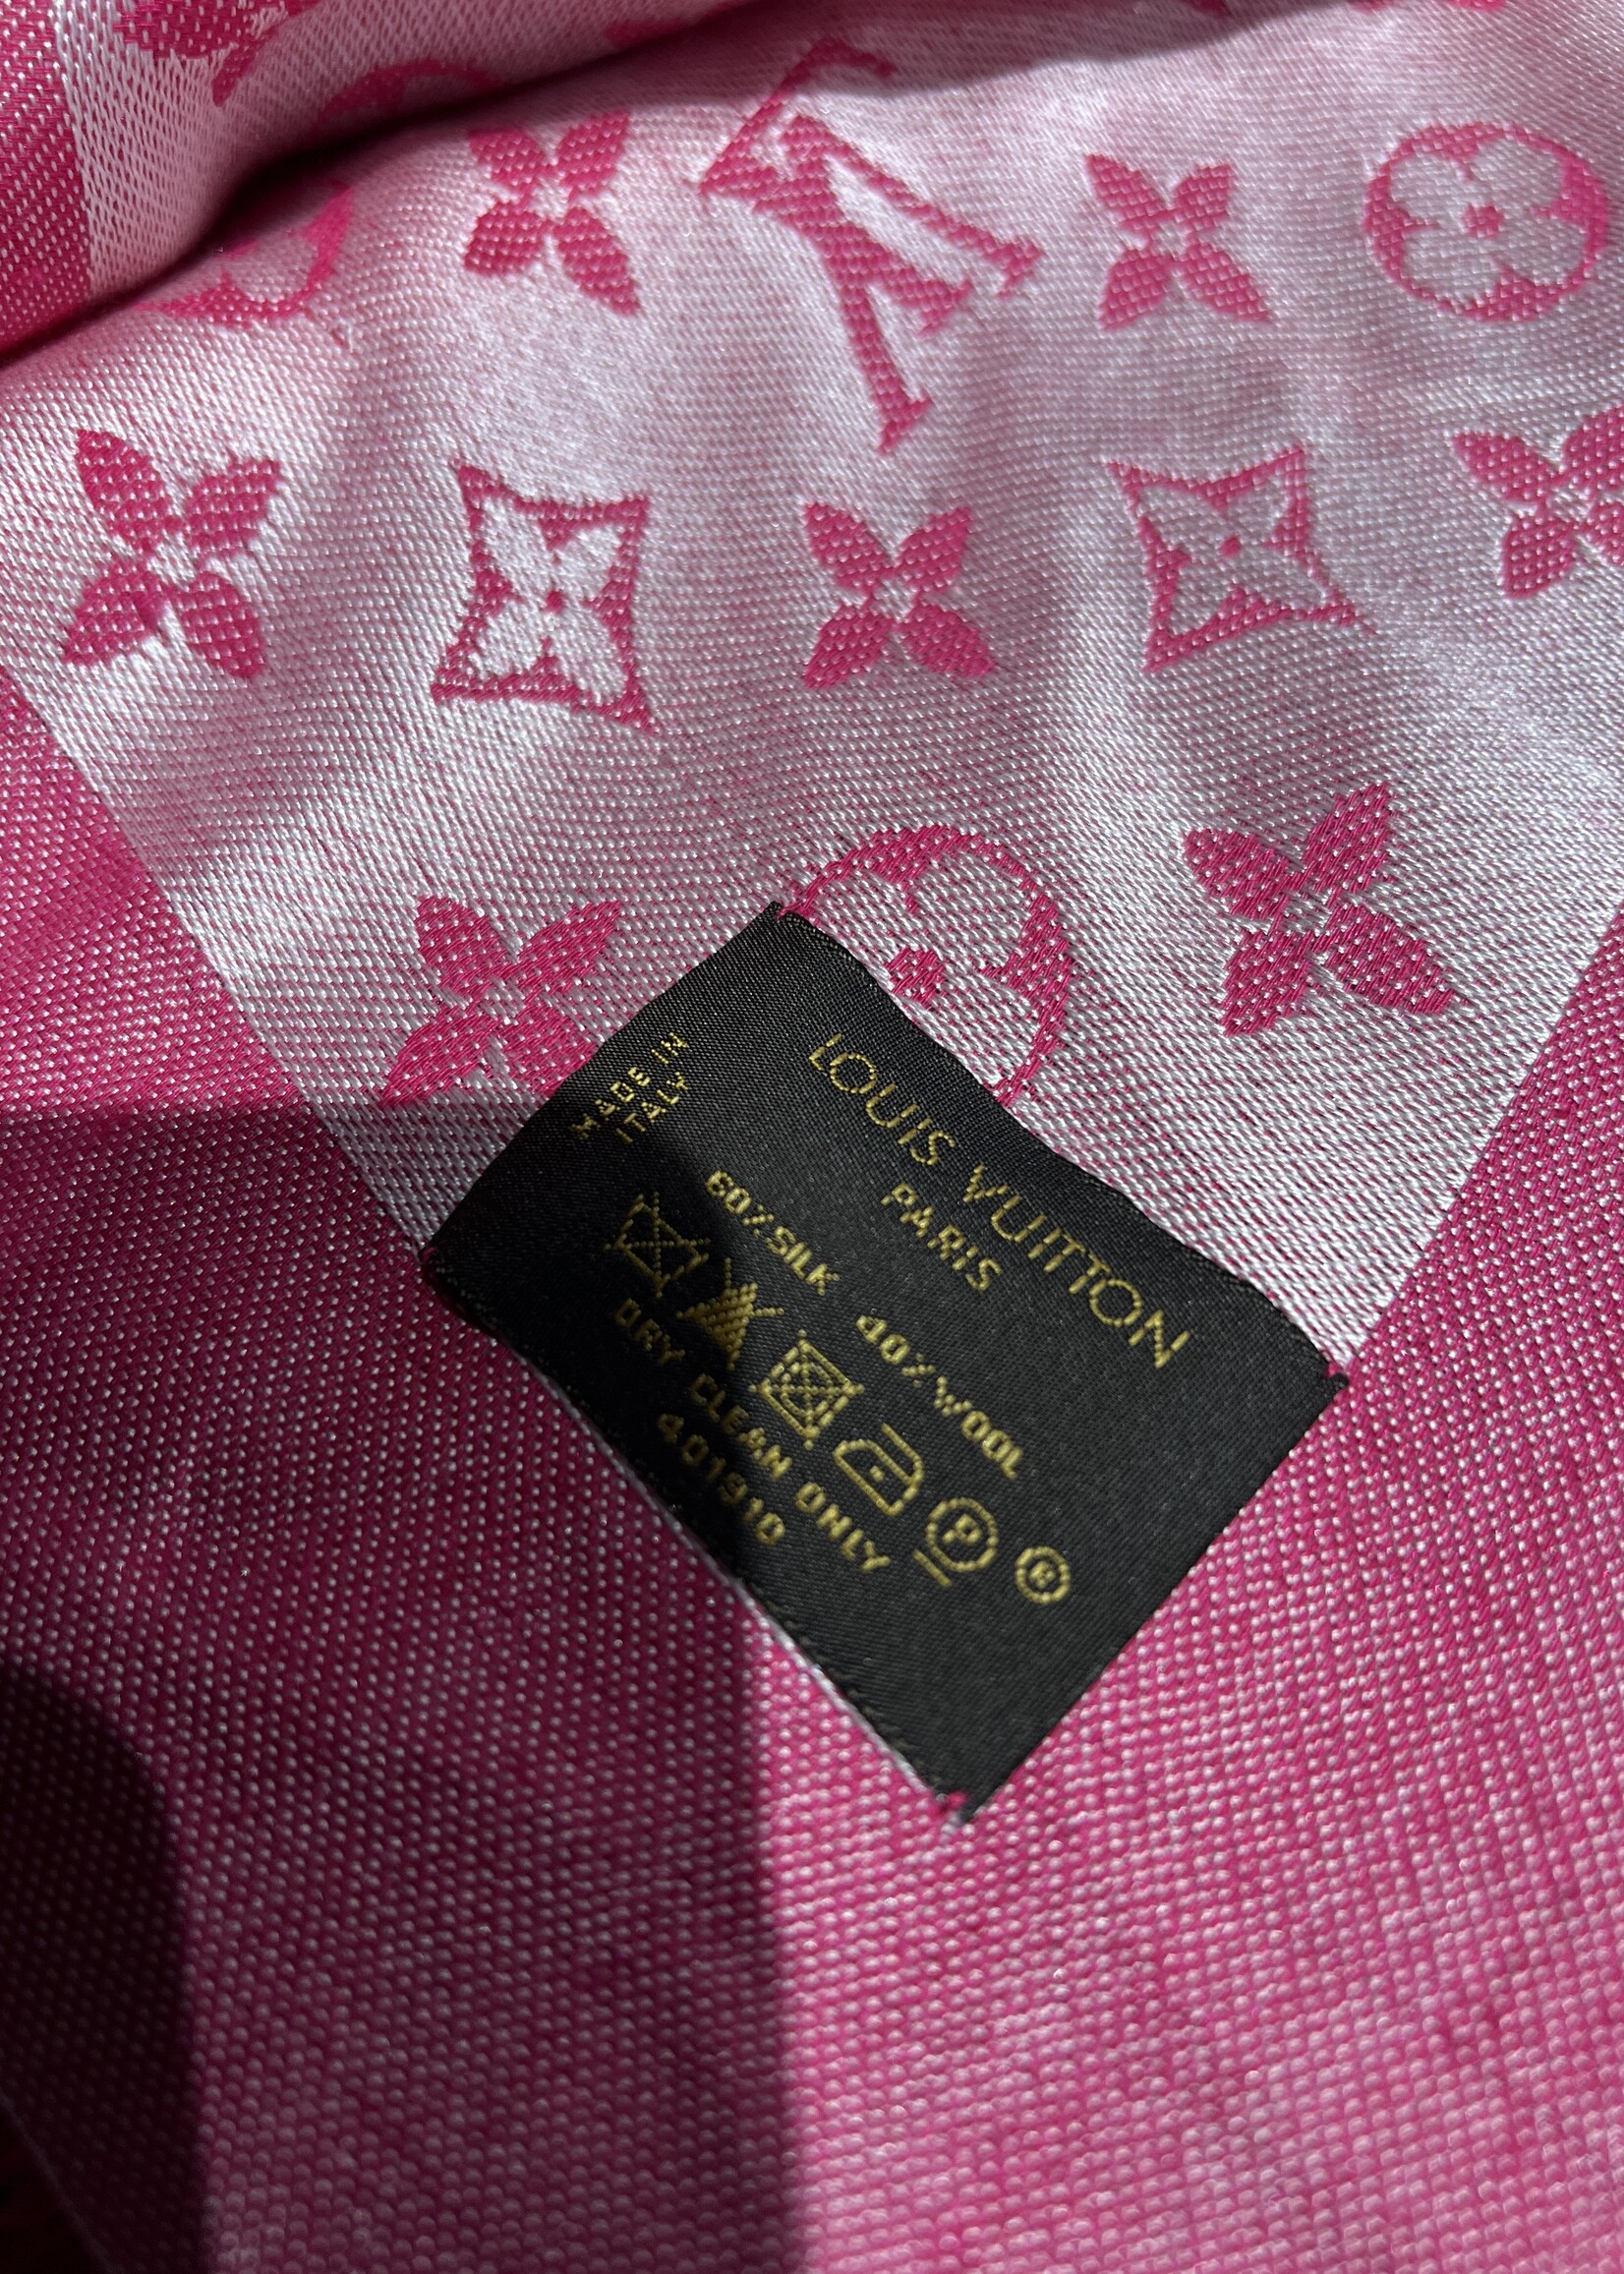 LOUIS VUITTON
PARIS
MADE IN
ITALY
60% SILK 40% WOOL
P ®
DRY CLEAN ONLY
401910